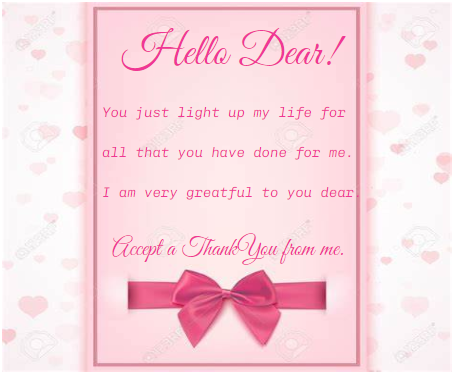 Hello Dear!
You just light up my life for
all that you have done for me.
I am very greatful to you dear.
Accept a ThankYou from me.